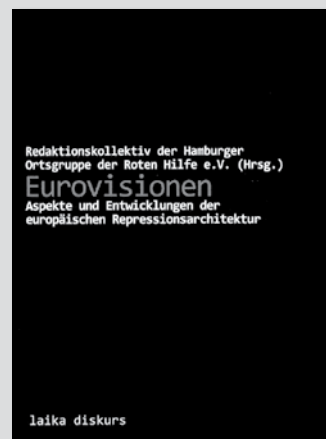 Redaktionskollektiv der Hamburger
Ortsgruppe der Roten Hilfe e.V. (Hrsg.)
Eurovisionen
Aspekte und Entwicklungen der
europäischen Repressionsarchitektur
laika diskurs